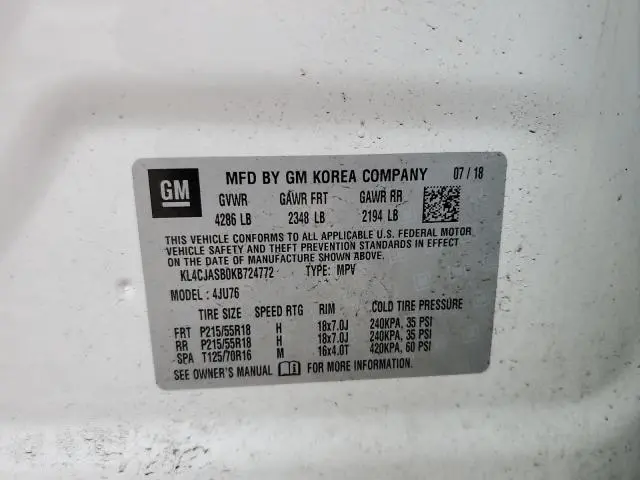 GM
MFD BY GM KOREA COMPANY 07/18
GVWR GAWR FRT GAWR RR
4286 LB 2348 LB 2194 LB
THIS VEHICLE CONFORMS TO ALL APPLICABLE U.S. FEDERAL MOTOR
VEHICLE SAFETY AND THEFT PREVENTION STANDARDS IN EFFECT
ON THE DATE OF MANUFACTURE SHOWN ABOVE.
KL4CJASB0KB724772 TYPE: MPV
MODEL: 4JU76
TIRE SIZE SPEED RTG RIM COLD TIRE PRESSURE
FRT P215/55R18 H 18x7.0J 240KPA, 35 PSI
RR P215/55R18 H 18x7.0J 240KPA, 35 PSI
SPA T125/70R16 M 16x4.0T 420KPA, 60 PSI
SEE OWNER'S MANUAL FOR MORE INFORMATION.